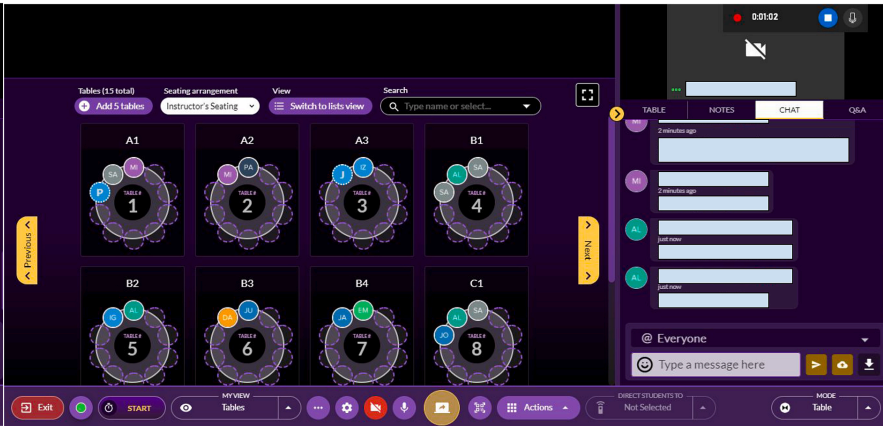 0:01:02
Tables (15 total) Seating arrangement View Search
Add 5 tables Instructor's Seating Switch to lists view Type name or select...
TABLE NOTES CHAT Q&A
A1 A2 A3 B1
P SA MI MI PA J IZ SA AL SA
TABLE # TABLE # TABLE # TABLE #
1 2 3 4
Previous Next
B2 B3 B4 C1
IG AL DA JU JA EM JO AL SA
TABLE # TABLE # TABLE # TABLE #
5 6 7 8
MI
2 minutes ago
MI
2 minutes ago
AL
just now
AL
just now
@ Everyone
Type a message here
MY VIEW DIRECT STUDENTS TO MODE
Exit START Tables Actions Not Selected Table